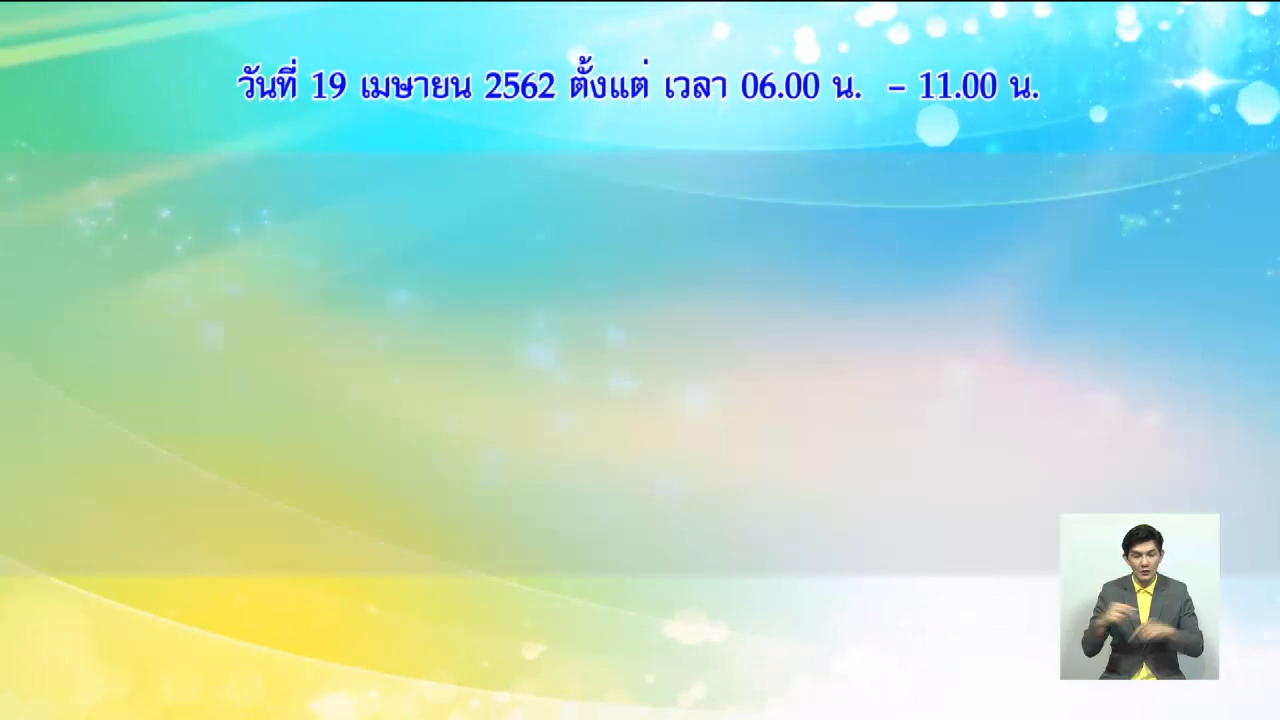 วันที่ 19 เมษายน 2562 ตั้งแต่ เวลา 06.00 น. – 11.00 น.